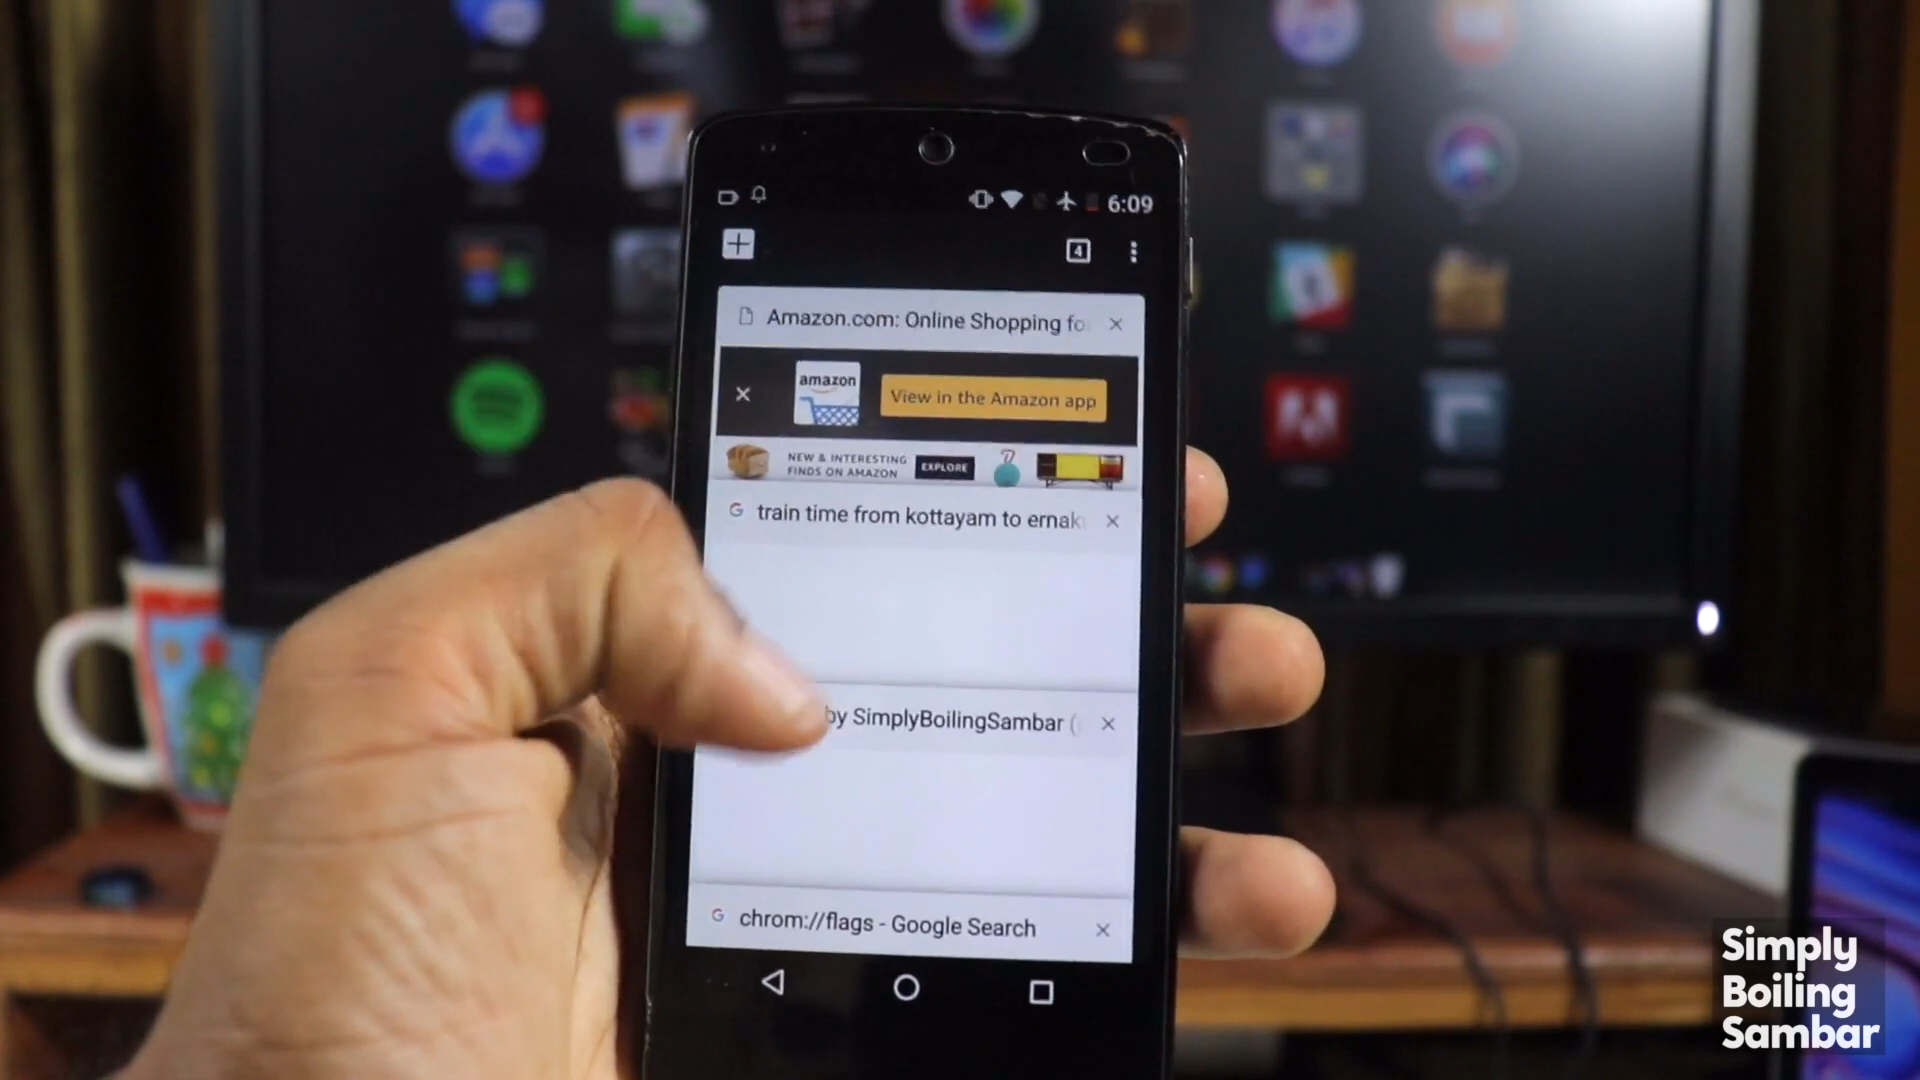 6:09
4
Amazon.com: Online Shopping fo
amazon
View in the Amazon app
NEW & INTERESTING
FINDS ON AMAZON
EXPLORE
train time from kottayam to ernak
by SimplyBoilingSambar (
chrom://flags - Google Search
Simply
Boiling
Sambar